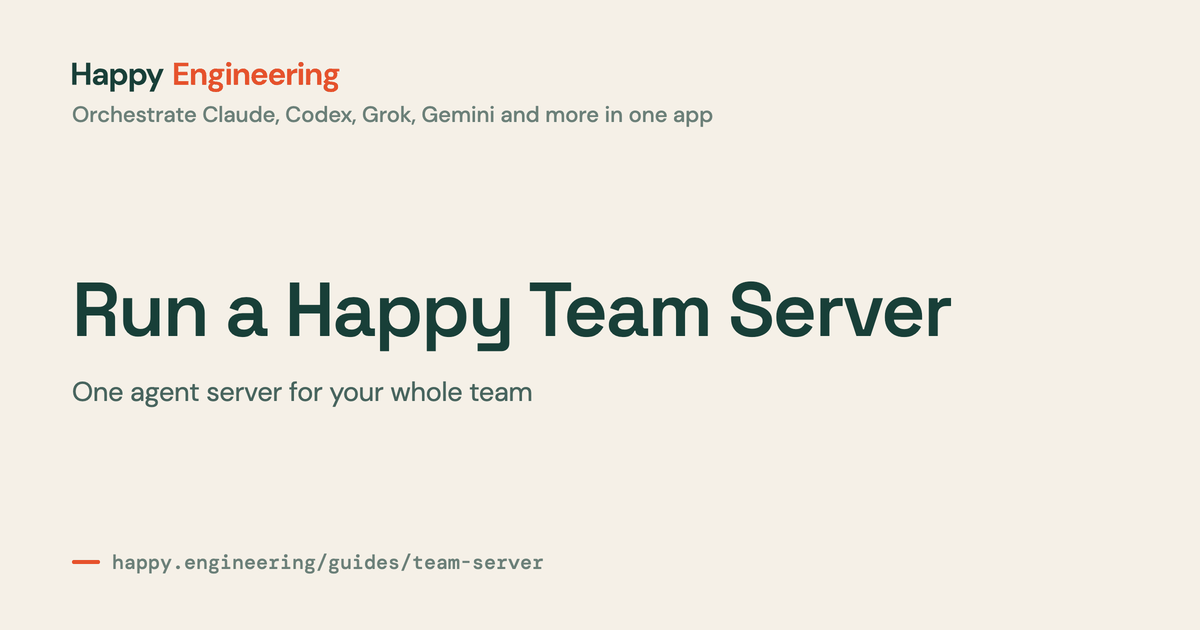 Happy Engineering
Orchestrate Claude, Codex, Grok, Gemini and more in one app
Run a Happy Team Server
One agent server for your whole team
happy.engineering/guides/team-server